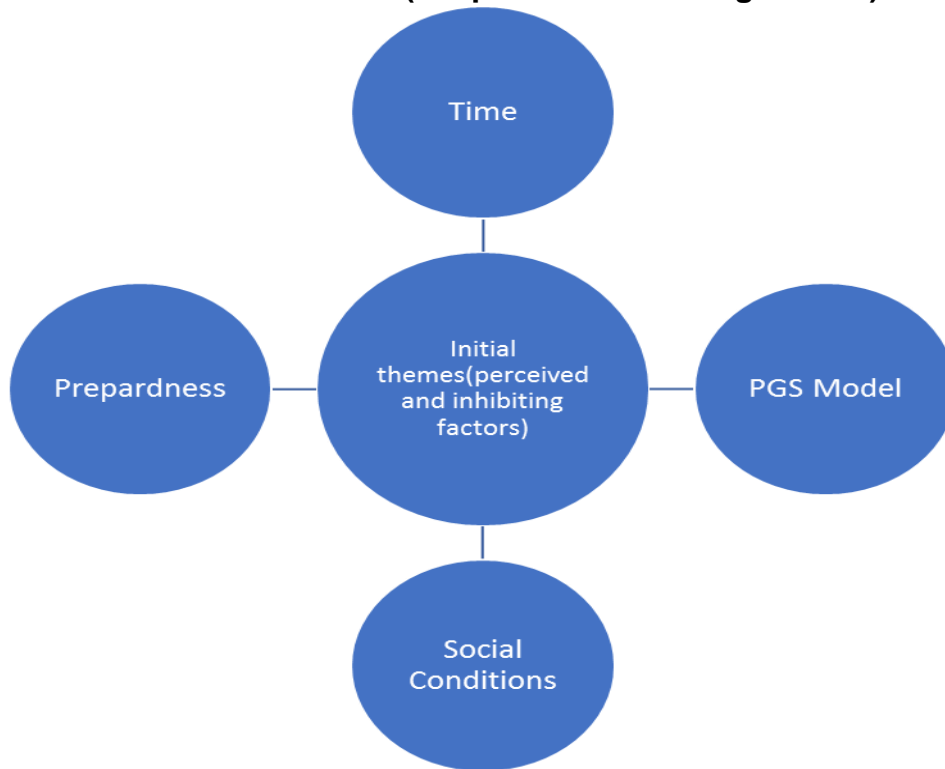 Time
Initial
themes(perceived
and inhibiting
factors)
Prepardness
PGS Model
Social
Conditions